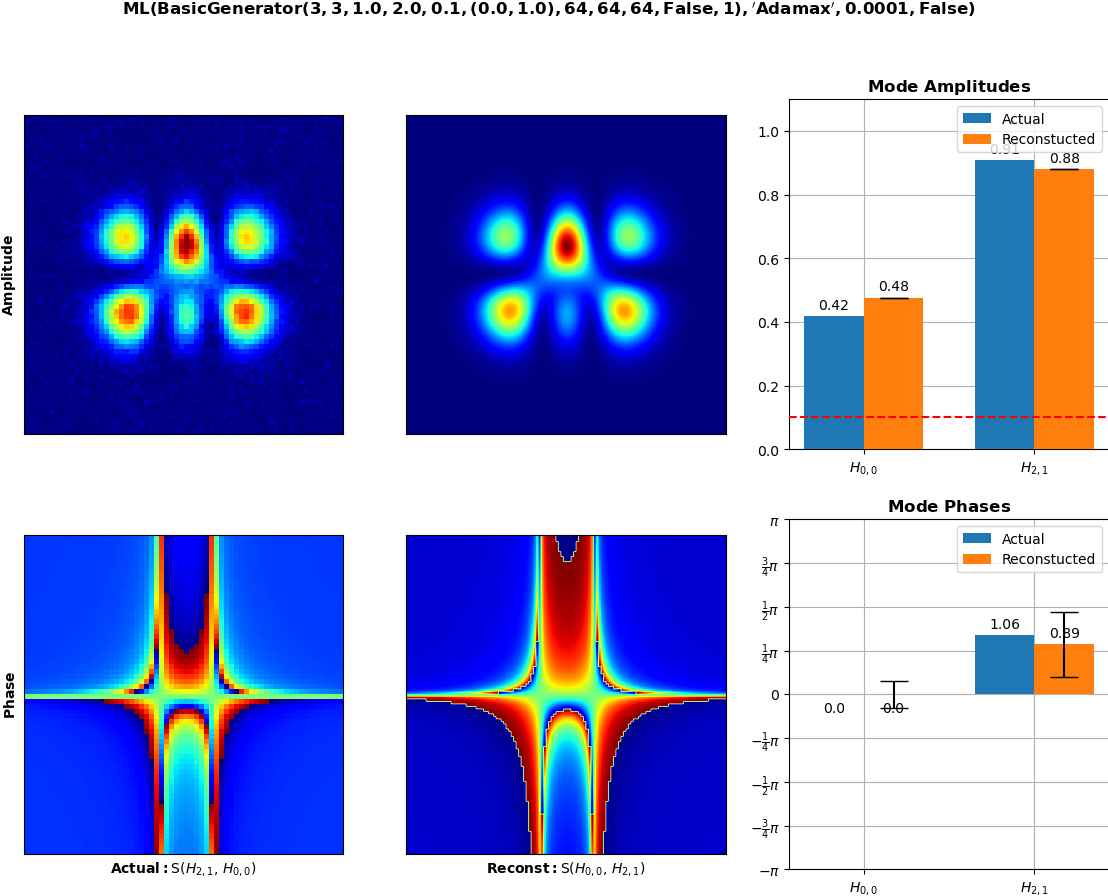 ML(BasicGenerator(3, 3, 1.0, 2.0, 0.1, (0.0, 1.0), 64, 64, 64, False, 1), ′Adamax′, 0.0001, False)
Amplitude
Mode Amplitudes
Actual
Reconstucted
1.0
0.8
0.6
0.4
0.2
0.0
0.42
0.48
0.91
0.88
H0, 0
H2, 1
Phase
Actual: S(H2, 1, H0, 0)
Reconst: S(H0, 0, H2, 1)
Mode Phases
Actual
Reconstucted
π
3/4π
1/2π
1/4π
0
−1/4π
−1/2π
−3/4π
−π
0.0
0.0
1.06
0.89
H0, 0
H2, 1